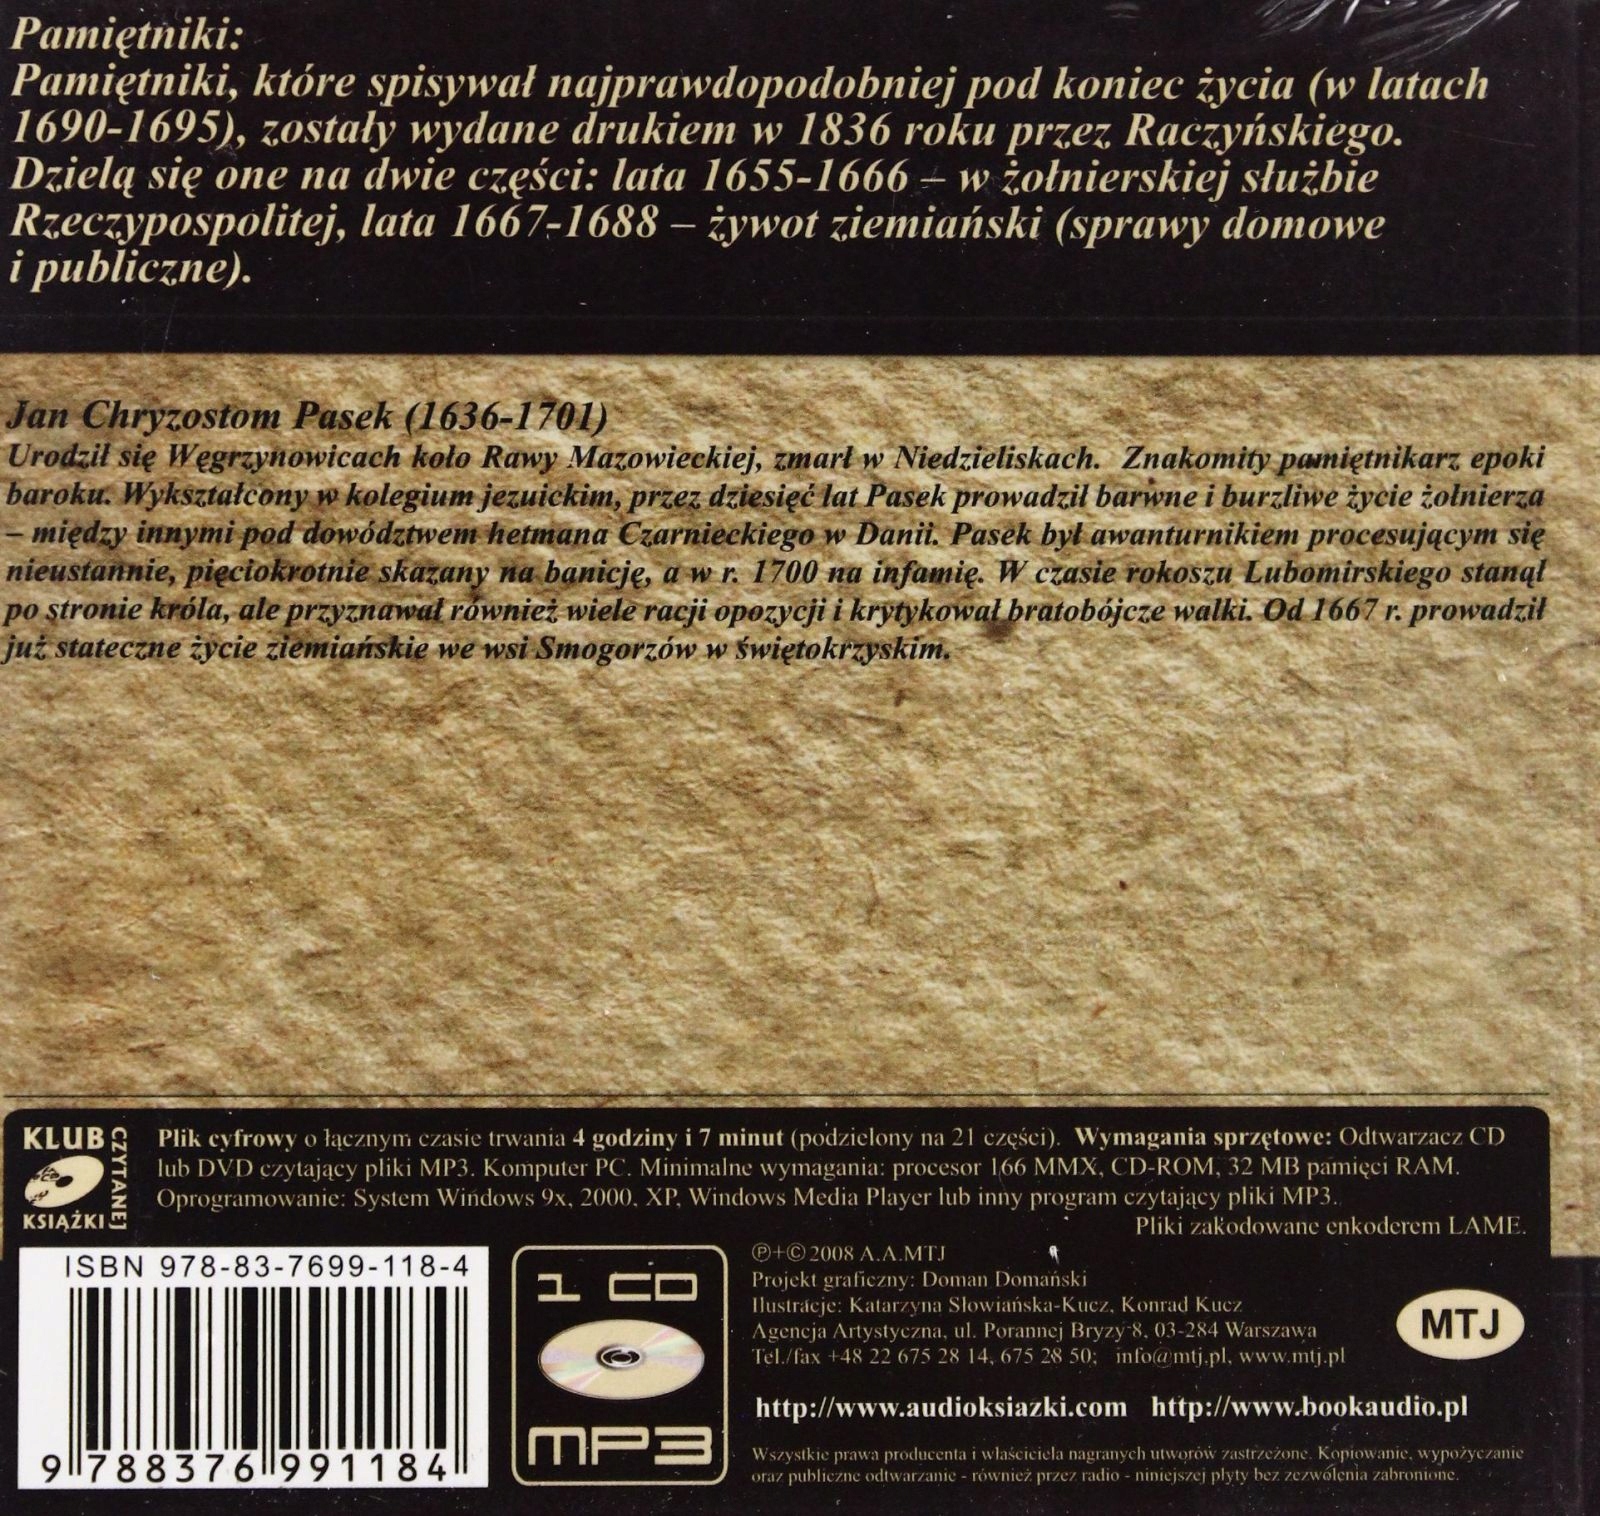 Pamiętniki:
Pamiętniki, które spisywał najprawdopodobniej pod koniec życia (w latach
1690-1695), zostały wydane drukiem w 1836 roku przez Raczyńskiego.
Dzielą się one na dwie części: lata 1655-1666 – w żołnierskiej służbie
Rzeczypospolitej, lata 1667-1688 – żywot ziemiański (sprawy domowe
i publiczne).
Jan Chryzostom Pasek (1636-1701)
Urodził się Węgrzynowicach koło Rawy Mazowieckiej, zmarł w Niedzieliskach. Znakomity pamiętnikarz epoki
baroku. Wykształcony w kolegium jezuickim, przez dziesięć lat Pasek prowadził barwne i burzliwe życie żołnierza
– między innymi pod dowództwem hetmana Czarnieckiego w Danii. Pasek był awanturnikiem procesującym się
nieustannie, pięciokrotnie skazany na banicję, a w r. 1700 na infamię. W czasie rokoszu Lubomirskiego stanął
po stronie króla, ale przyznawał również wiele racji opozycji i krytykował bratobójcze walki. Od 1667 r. prowadził
już stateczne życie ziemiańskie we wsi Smogorzów w świętokrzyskim.
KLUB
CZYTANEJ
KSIĄŻKI
Plik cyfrowy o łącznym czasie trwania 4 godziny i 7 minut (podzielony na 21 części). Wymagania sprzętowe: Odtwarzacz CD
lub DVD czytający pliki MP3. Komputer PC. Minimalne wymagania: procesor 166 MMX, CD-ROM, 32 MB pamięci RAM.
Oprogramowanie: System Windows 9x, 2000, XP, Windows Media Player lub inny program czytający pliki MP3.
Pliki zakodowane enkoderem LAME.
ISBN 978-83-7699-118-4
9 788376 991184
1 CD
MP3
℗+© 2008 A.A.MTJ
Projekt graficzny: Doman Domański
Ilustracje: Katarzyna Słowiańska-Kucz, Konrad Kucz
Agencja Artystyczna, ul. Porannej Bryzy 8, 03-284 Warszawa
Tel./fax +48 22 675 28 14, 675 28 50; info@mtj.pl, www.mtj.pl
MTJ
http://www.audioksiazki.com http://www.bookaudio.pl
Wszystkie prawa producenta i właściciela nagranych utworów zastrzeżone. Kopiowanie, wypożyczanie
oraz publiczne odtwarzanie - również przez radio - niniejszej płyty bez zezwolenia zabronione.